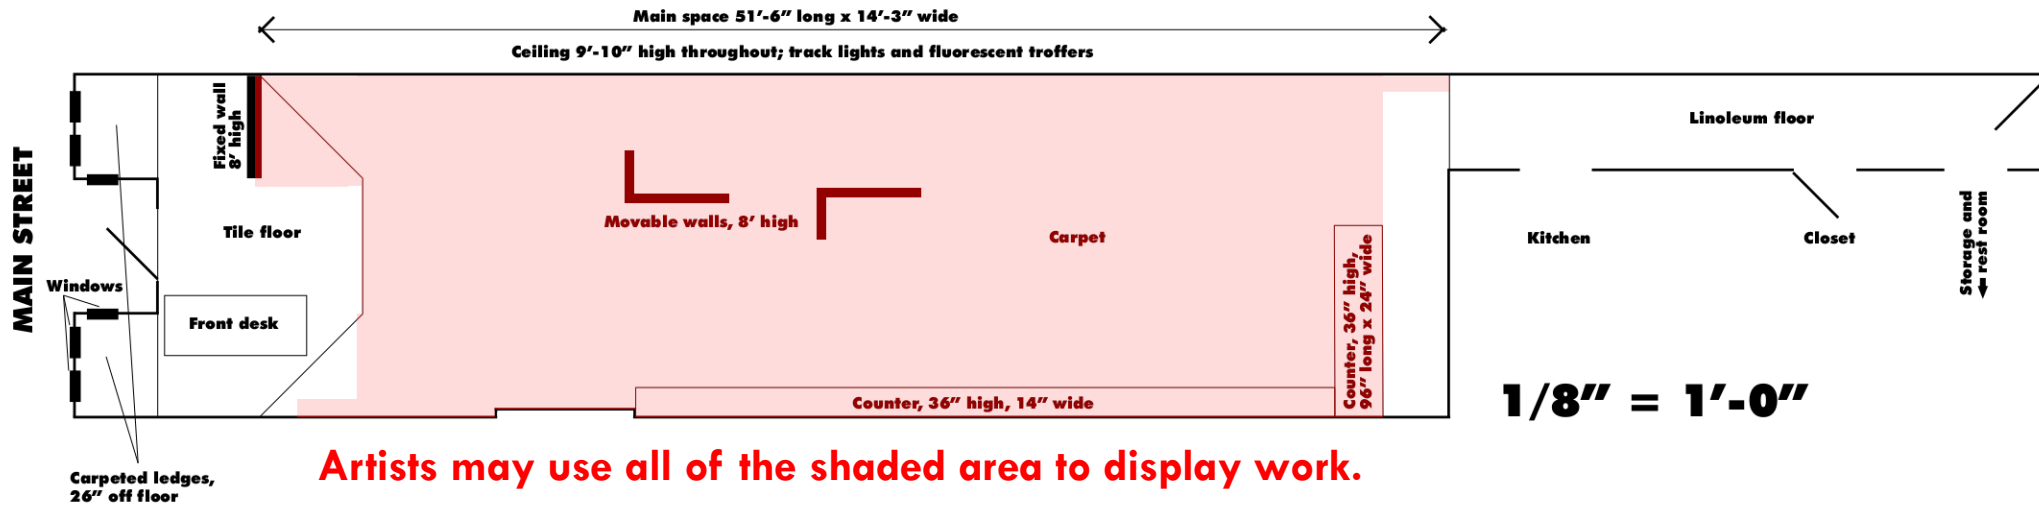 Main space 51’-6” long x 14’-3” wide
Ceiling 9’-10” high throughout; track lights and fluorescent troffers
MAIN STREET
Fixed wall
8’ high
Linoleum floor
Movable walls, 8’ high
Tile floor
Carpet
Kitchen
Closet
Storage and
rest room
Windows
Front desk
Counter, 36” high,
96” long x 24” wide
Counter, 36” high, 14” wide
1/8” = 1’-0”
Artists may use all of the shaded area to display work.
Carpeted ledges,
26” off floor